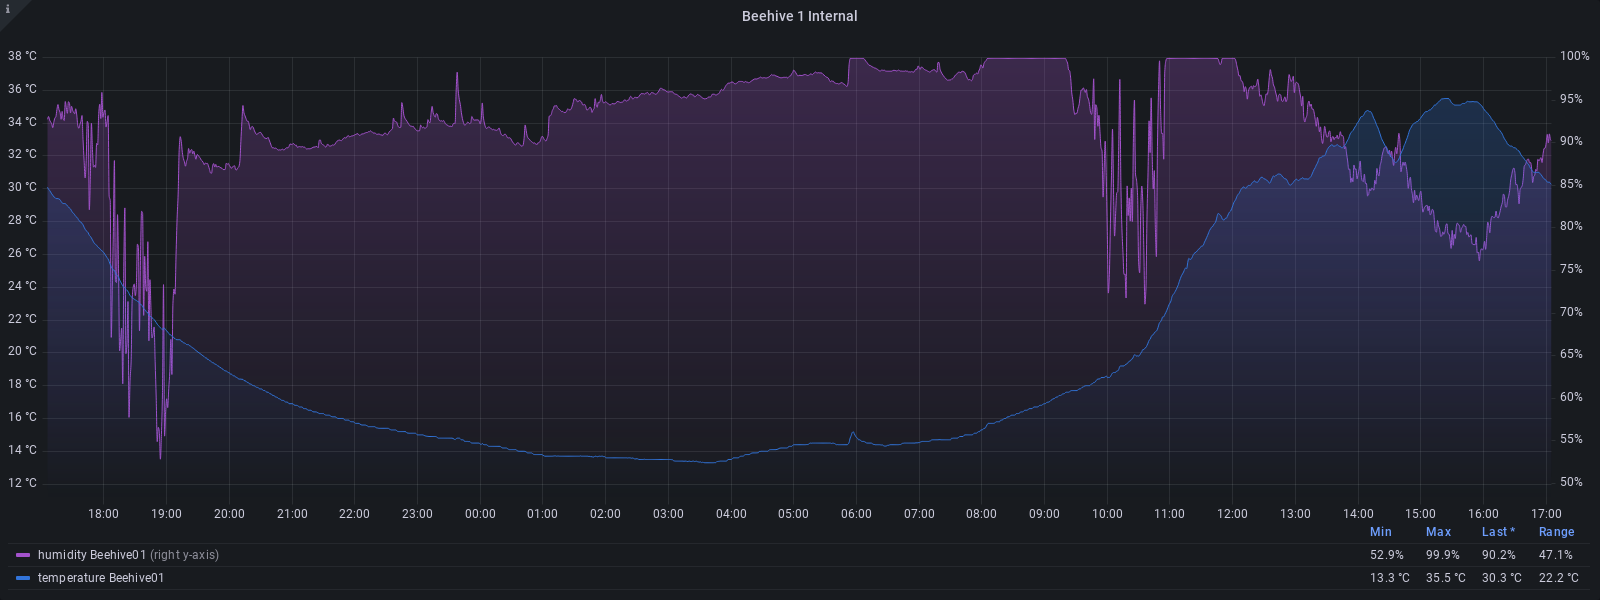 i
Beehive 1 Internal
38 °C
36 °C
34 °C
32 °C
30 °C
28 °C
26 °C
24 °C
22 °C
20 °C
18 °C
16 °C
14 °C
12 °C
100%
95%
90%
85%
80%
75%
70%
65%
60%
55%
50%
18:00 19:00 20:00 21:00 22:00 23:00 00:00 01:00 02:00 03:00 04:00 05:00 06:00 07:00 08:00 09:00 10:00 11:00 12:00 13:00 14:00 15:00 16:00 17:00
Min Max Last * Range
humidity Beehive01 (right y-axis) 52.9% 99.9% 90.2% 47.1%
temperature Beehive01 13.3 °C 35.5 °C 30.3 °C 22.2 °C